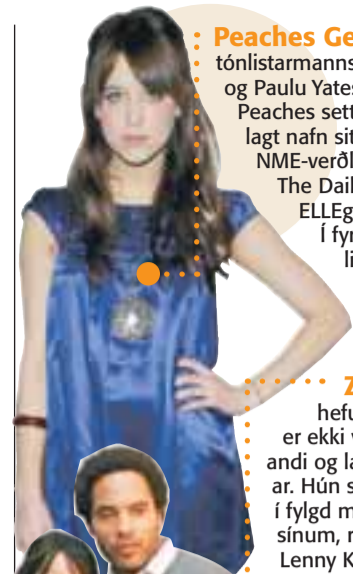 Peaches Ge
tónlistarmanns
og Paulu Yates
Peaches sett
lagt nafn sit
NME-verðl
The Dail
ELLEg
Í fyr
li
Z
hefu
er ekki v
andi og la
ar. Hún s
í fylgd m
sínum, r
Lenny K